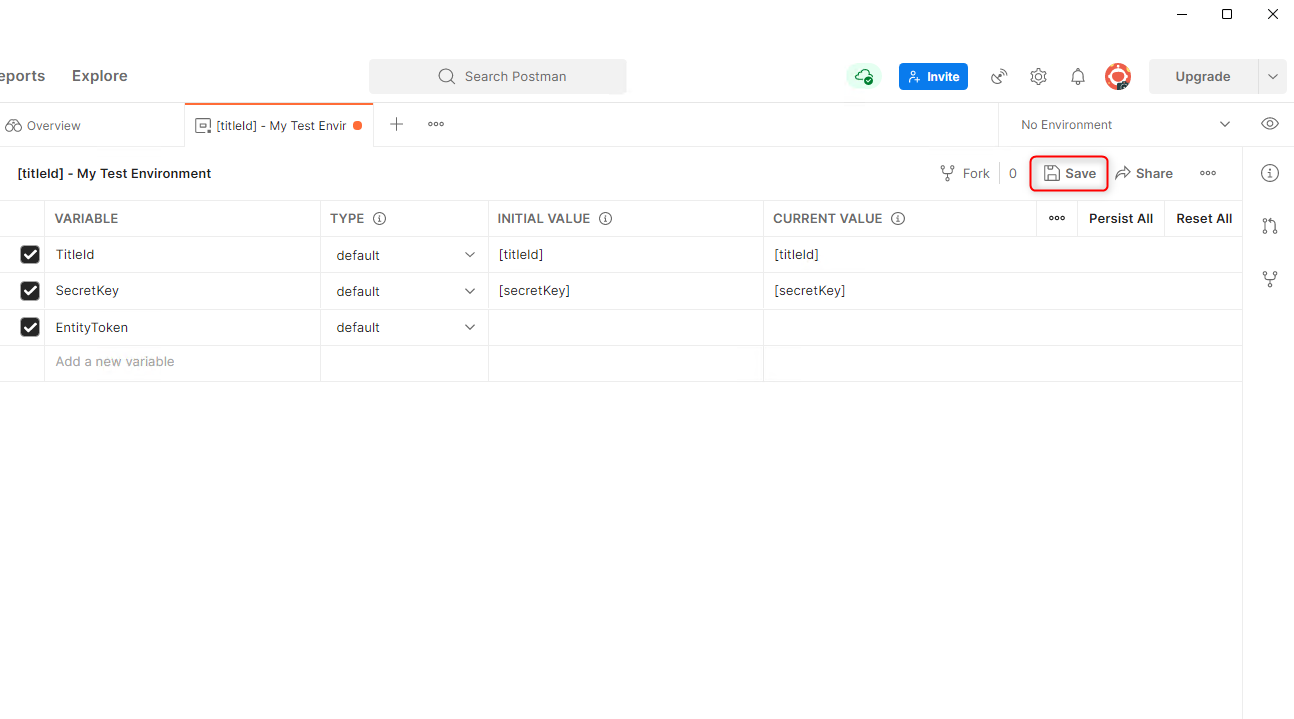 eports Explore Search Postman Invite Upgrade
Overview [titleId] - My Test Envir No Environment
[titleId] - My Test Environment Fork 0 Save Share
VARIABLE TYPE INITIAL VALUE CURRENT VALUE Persist All Reset All
TitleId default [titleId] [titleId]
SecretKey default [secretKey] [secretKey]
EntityToken default
Add a new variable